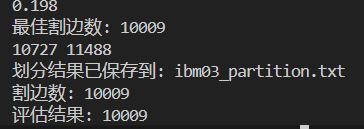 0.198
最佳割边数: 10009
10727 11488
划分结果已保存到: ibm03_partition.txt
割边数: 10009
评估结果: 10009